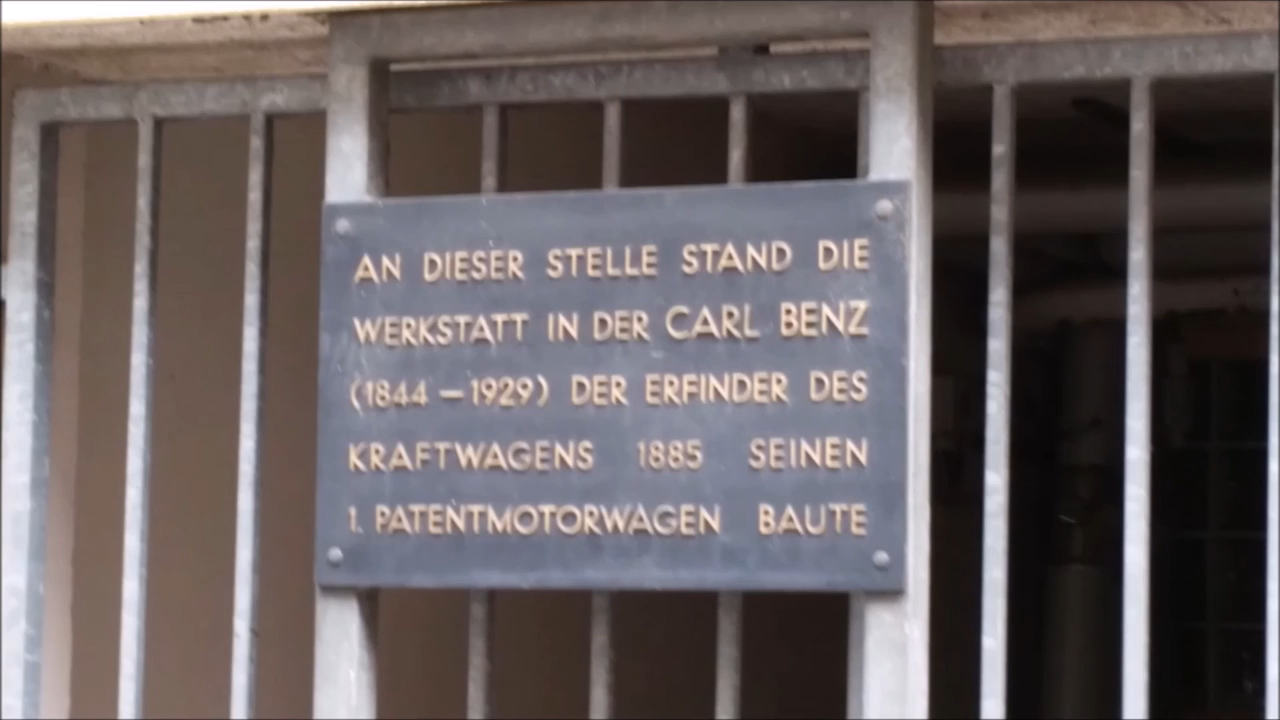 AN DIESER STELLE STAND DIE
WERKSTATT IN DER CARL BENZ
(1844 – 1929) DER ERFINDER DES
KRAFTWAGENS 1885 SEINEN
1. PATENTMOTORWAGEN BAUTE